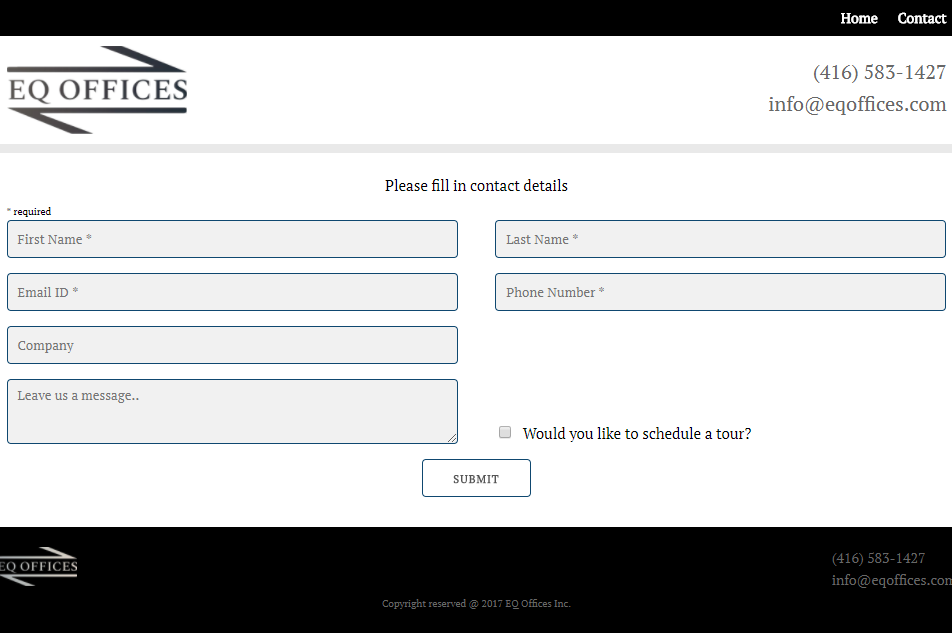 Home Contact
EQ OFFICES
(416) 583-1427
info@eqoffices.com
Please fill in contact details
* required
First Name *
Last Name *
Email ID *
Phone Number *
Company
Leave us a message..
Would you like to schedule a tour?
SUBMIT
EQ OFFICES
(416) 583-1427
info@eqoffices.com
Copyright reserved @ 2017 EQ Offices Inc.